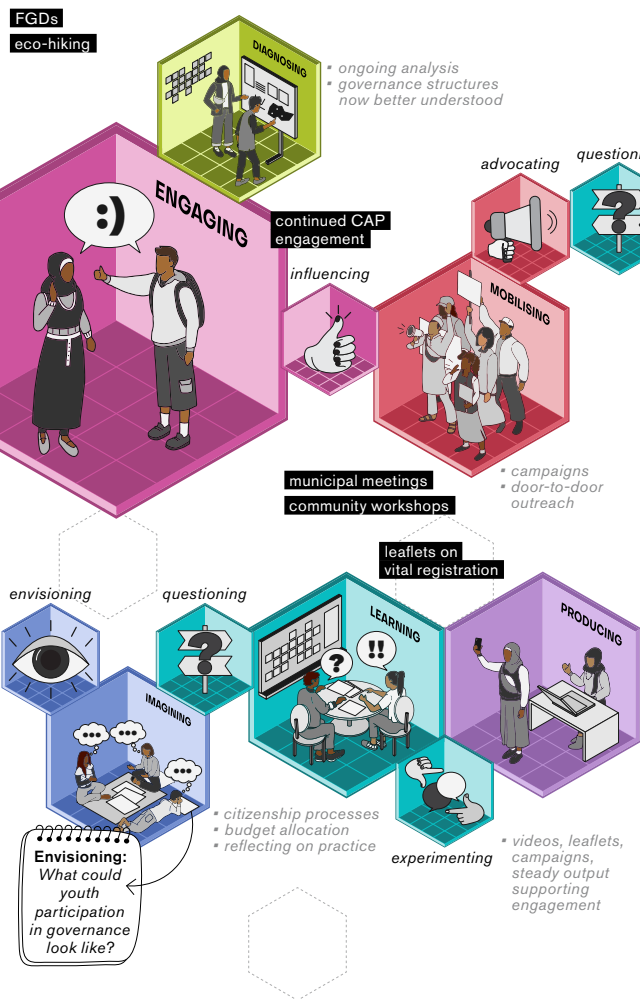 FGDs
eco-hiking
DIAGNOSING
▪ ongoing analysis
▪ governance structures
now better understood
ENGAGING
:)
continued CAP
engagement
influencing
advocating
?
MOBILISING
municipal meetings
community workshops
▪ campaigns
▪ door-to-door
outreach
leaflets on
vital registration
envisioning
questioning
?
IMAGINING
LEARNING
?
!!
PRODUCING
▪ citizenship processes
▪ budget allocation
▪ reflecting on practice
experimenting
▪ videos, leaflets,
campaigns,
steady output
supporting
engagement
Envisioning:
What could
youth
participation
in governance
look like?